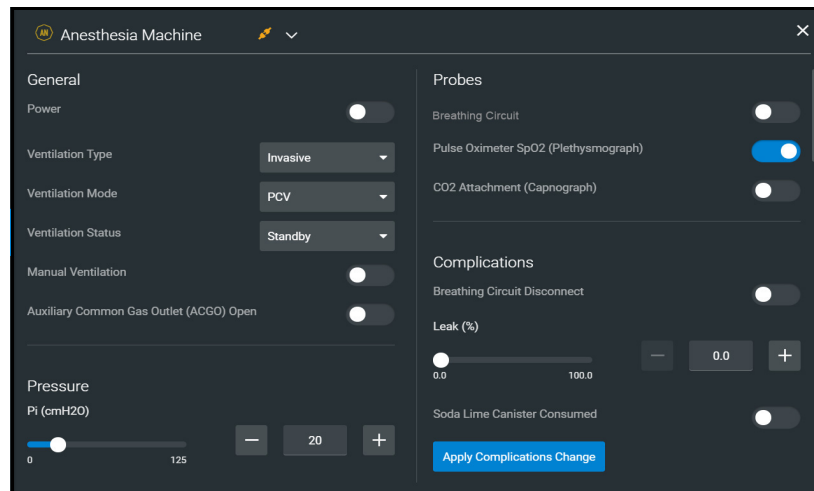 AN Anesthesia Machine
General
Power
Ventilation Type Invasive
Ventilation Mode PCV
Ventilation Status Standby
Manual Ventilation
Auxiliary Common Gas Outlet (ACGO) Open
Pressure
Pi (cmH2O)
20
0 125
Probes
Breathing Circuit
Pulse Oximeter SpO2 (Plethysmograph)
CO2 Attachment (Capnograph)
Complications
Breathing Circuit Disconnect
Leak (%)
0.0
0.0 100.0
Soda Lime Canister Consumed
Apply Complications Change